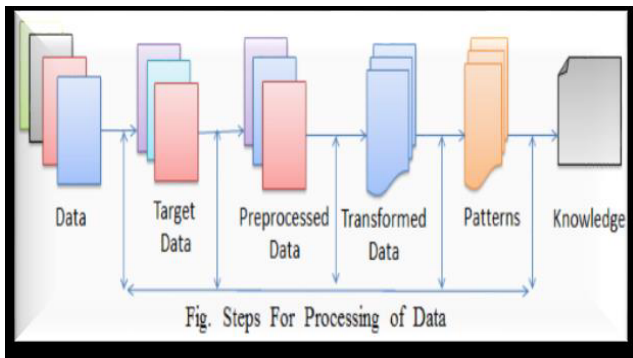 Data
Target
Data
Preprocessed
Data
Transformed
Data
Patterns
Knowledge
Fig. Steps For Processing of Data